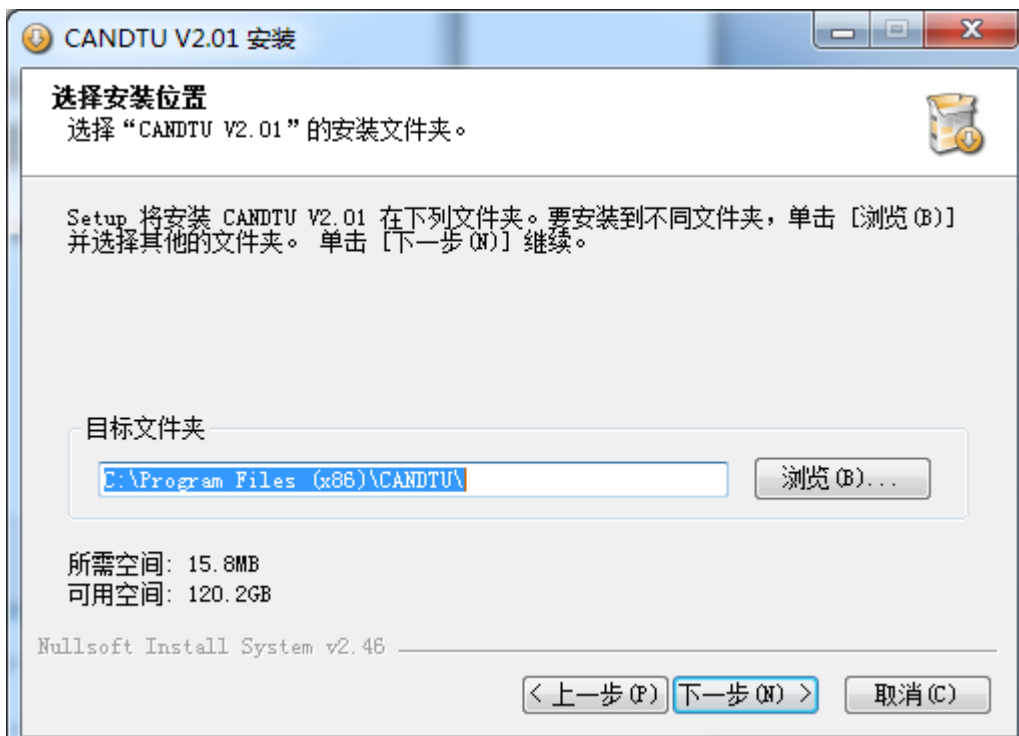 CANDTU V2.01 安装
选择安装位置
选择“CANDTU V2.01”的安装文件夹。
Setup 将安装 CANDTU V2.01 在下列文件夹。要安装到不同文件夹，单击 [浏览(B)]
并选择其他的文件夹。 单击 [下一步(N)] 继续。
目标文件夹
C:\Program Files (x86)\CANDTU\
浏览(B)...
所需空间: 15.8MB
可用空间: 120.2GB
Nullsoft Install System v2.46
< 上一步(P) 下一步(N) > 取消(C)